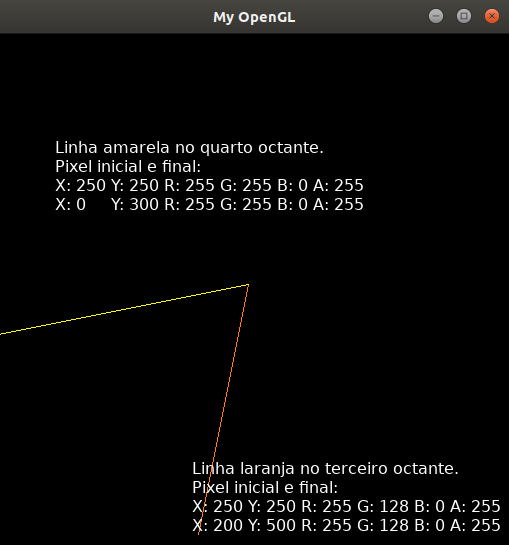 My OpenGL
Linha amarela no quarto octante.
Pixel inicial e final:
X: 250 Y: 250 R: 255 G: 255 B: 0 A: 255
X: 0 Y: 300 R: 255 G: 255 B: 0 A: 255
Linha laranja no terceiro octante.
Pixel inicial e final:
X: 250 Y: 250 R: 255 G: 128 B: 0 A: 255
X: 200 Y: 500 R: 255 G: 128 B: 0 A: 255